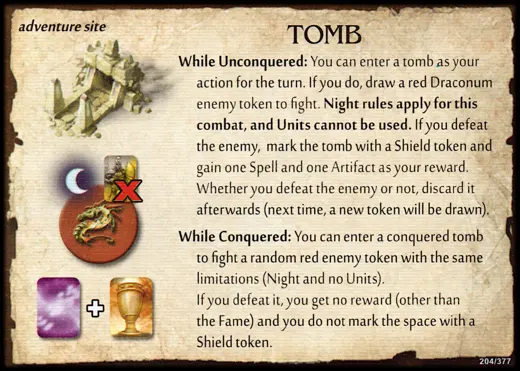 adventure site
TOMB
While Unconquered: You can enter a tomb as your
action for the turn. If you do, draw a red Draconum
enemy token to fight. Night rules apply for this
combat, and Units cannot be used. If you defeat
the enemy, mark the tomb with a Shield token and
gain one Spell and one Artifact as your reward.
Whether you defeat the enemy or not, discard it
afterwards (next time, a new token will be drawn).
While Conquered: You can enter a conquered tomb
to fight a random red enemy token with the same
limitations (Night and no Units).
If you defeat it, you get no reward (other than
the Fame) and you do not mark the space with a
Shield token.
204/377